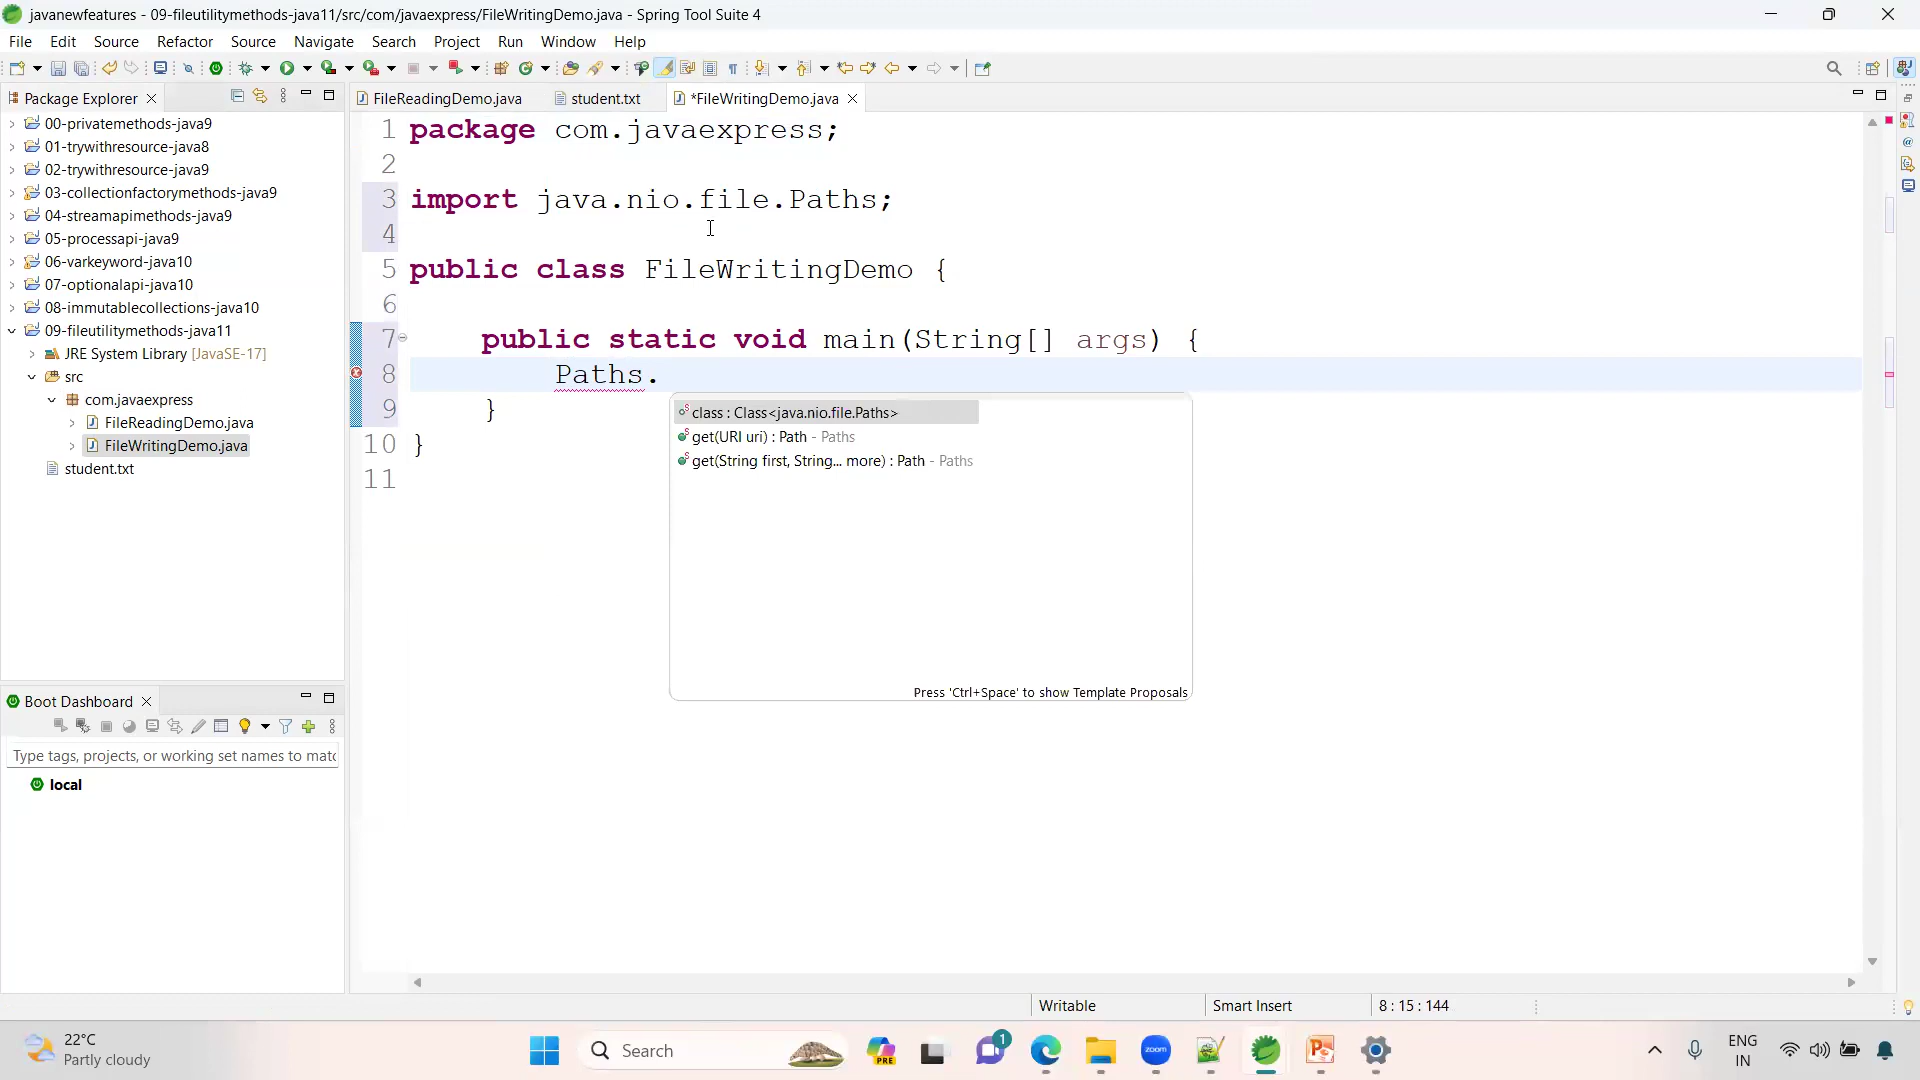 javanewfeatures - 09-fileutilitymethods-java11/src/com/javaexpress/FileWritingDemo.java - Spring Tool Suite 4
File Edit Source Refactor Source Navigate Search Project Run Window Help
Package Explorer
00-privatemethods-java9
01-trywithresource-java8
02-trywithresource-java9
03-collectionfactorymethods-java9
04-streamapimethods-java9
05-processapi-java9
06-varkeyword-java10
07-optionalapi-java10
08-immutablecollections-java10
09-fileutilitymethods-java11
JRE System Library [JavaSE-17]
src
com.javaexpress
FileReadingDemo.java
FileWritingDemo.java
student.txt
Boot Dashboard
Type tags, projects, or working set names to matc
local
FileReadingDemo.java student.txt *FileWritingDemo.java
1 package com.javaexpress;
2
3 import java.nio.file.Paths;
4
5 public class FileWritingDemo {
6
7 public static void main(String[] args) {
8 Paths.
9 }
10 }
11
class : Class<java.nio.file.Paths>
get(URI uri) : Path - Paths
get(String first, String... more) : Path - Paths
Press 'Ctrl+Space' to show Template Proposals
Writable Smart Insert 8 : 15 : 144
22°C
Partly cloudy
Search
PRE
1
zoom
ENG
IN